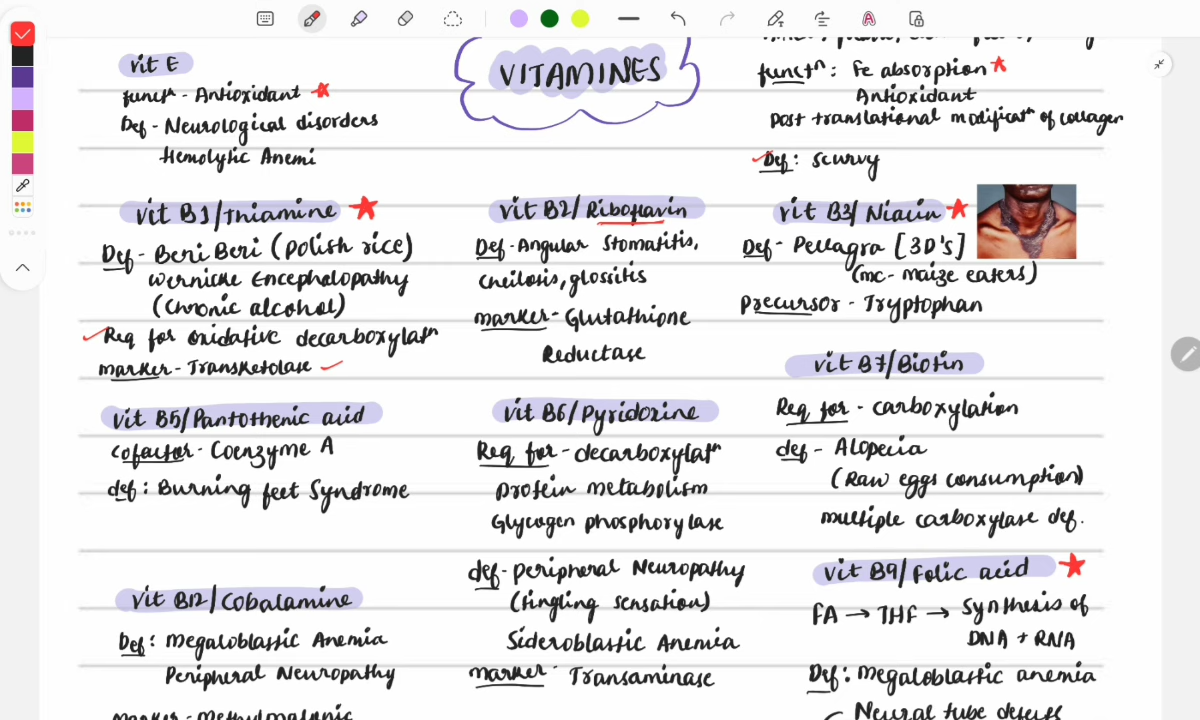 VITAMINES
Vit E
funcⁿ - Antioxidant
Def - Neurological disorders
Hemolytic Anemi
functⁿ : Fe absorption
Antioxidant
Post translational modificatⁿ of collagen
Def : scurvy
Vit B1/Thiamine
Def - Beri Beri (polish rice)
Wernicke Encephalopathy
(Chronic alcohol)
Req for oxidative decarboxylatⁿ
marker - Transketolase
Vit B2/Riboflavin
Def - Angular Stomatitis,
cheilosis, glossitis
marker - Glutathione
Reductase
Vit B3/Niacin
Def - Pellagra [3D's]
(mc - maize eaters)
Precursor - Tryptophan
Vit B5/Pantothenic acid
cofactor - Coenzyme A
def : Burning feet Syndrome
Vit B6/Pyridoxine
Req for - decarboxylatⁿ
protein metabolism
Glycogen phosphorylase
def - Peripheral Neuropathy
(tingling sensation)
Sideroblastic Anemia
marker - Transaminase
Vit B7/Biotin
Req for - carboxylation
def - Alopecia
(Raw eggs consumption)
multiple carboxylase def.
Vit B9/Folic acid
FA → THF → Synthesis of
DNA + RNA
Def : Megaloblastic anemia
Neural tube defects
Vit B12/Cobalamine
Def : Megaloblastic Anemia
Peripheral Neuropathy
marker - Methylmalonic